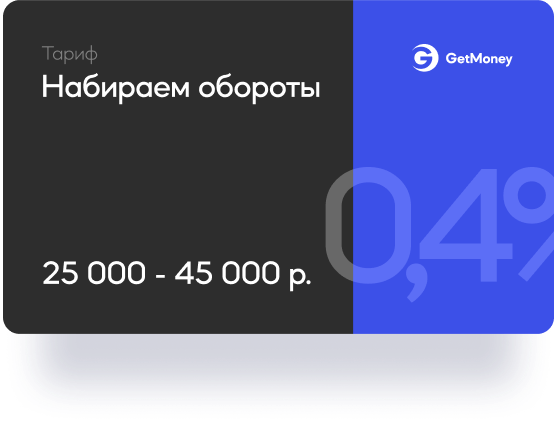 Тариф
GetMoney
Набираем обороты
0,4%
25 000 - 45 000 р.